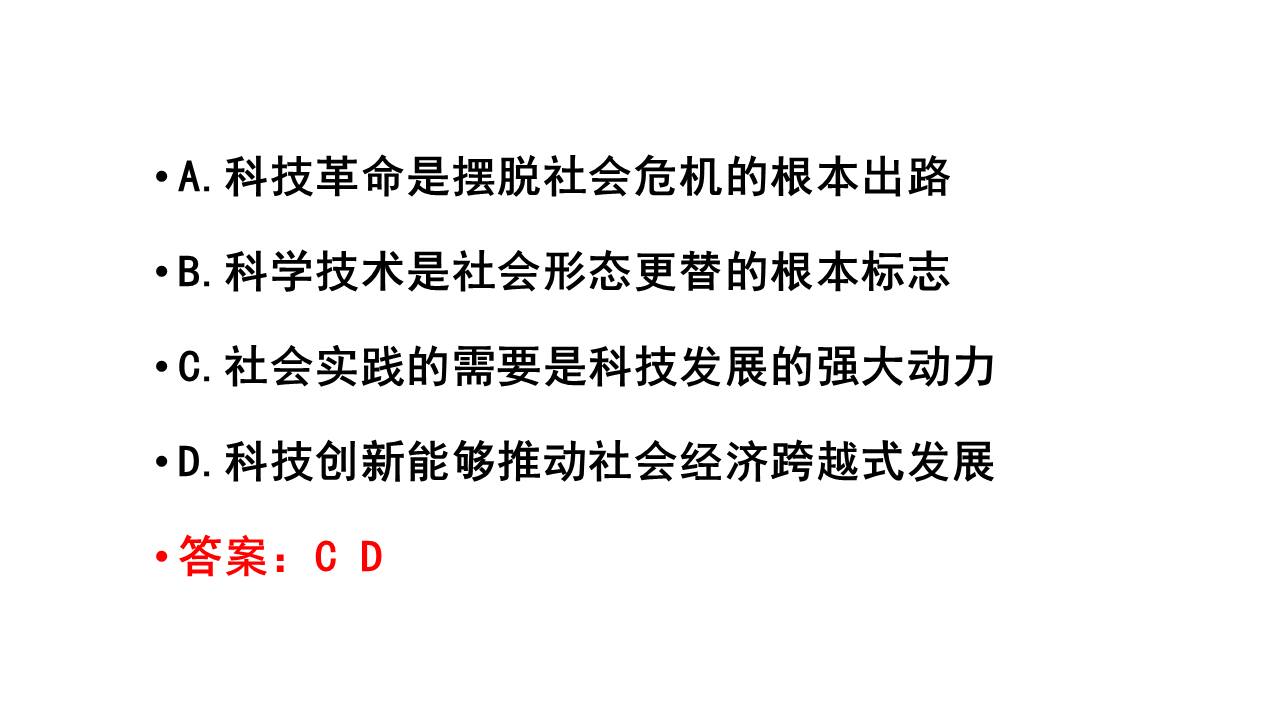 •A.科技革命是摆脱社会危机的根本出路
•B.科学技术是社会形态更替的根本标志
•C.社会实践的需要是科技发展的强大动力
•D.科技创新能够推动社会经济跨越式发展
•答案：C D